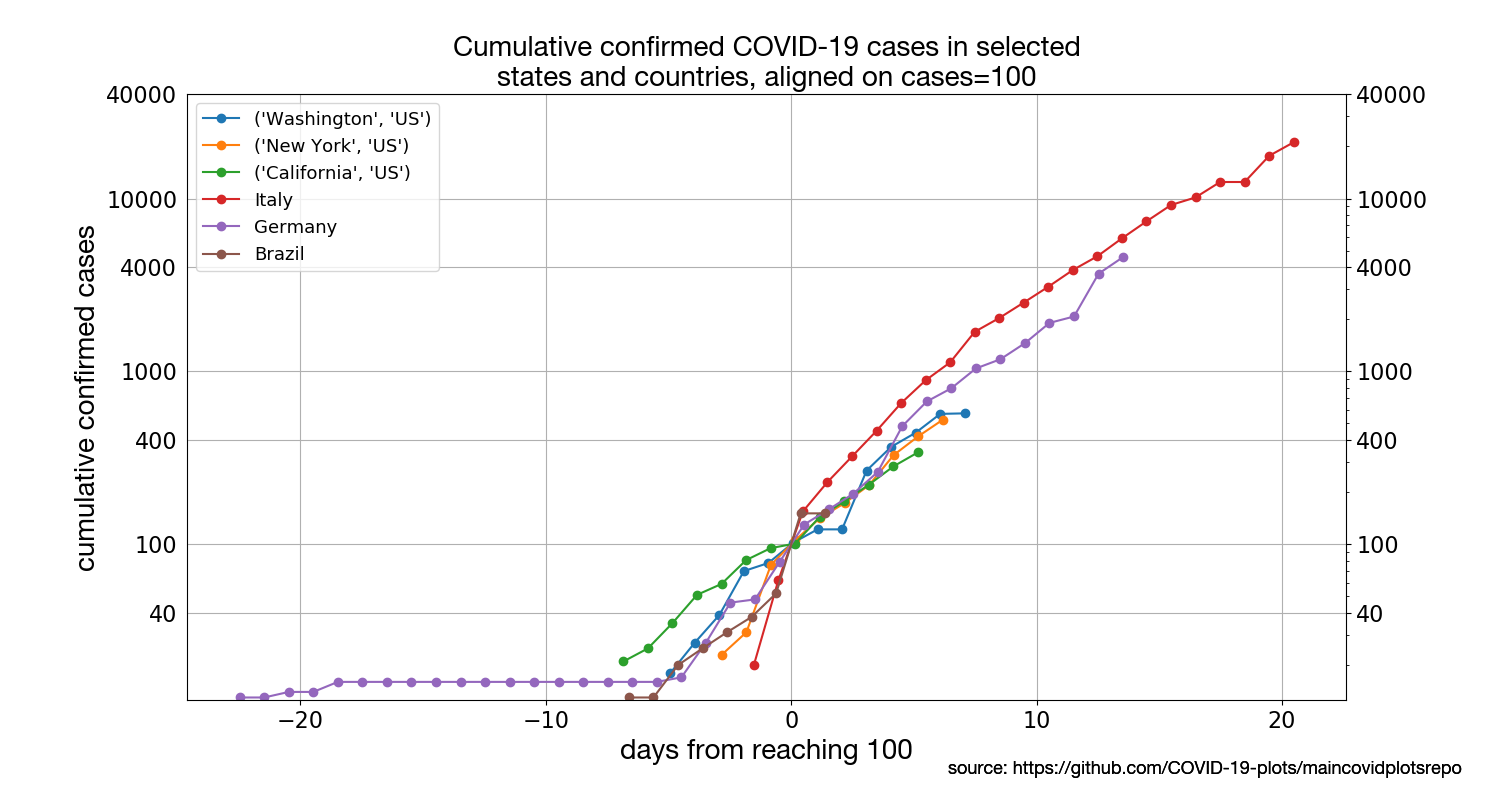 Cumulative confirmed COVID-19 cases in selected
states and countries, aligned on cases=100
40000
10000
4000
1000
400
100
40
cumulative confirmed cases
('Washington', 'US')
('New York', 'US')
('California', 'US')
Italy
Germany
Brazil
40000
10000
4000
1000
400
100
40
−20
−10
0
10
20
days from reaching 100
source: https://github.com/COVID-19-plots/maincovidplotsrepo